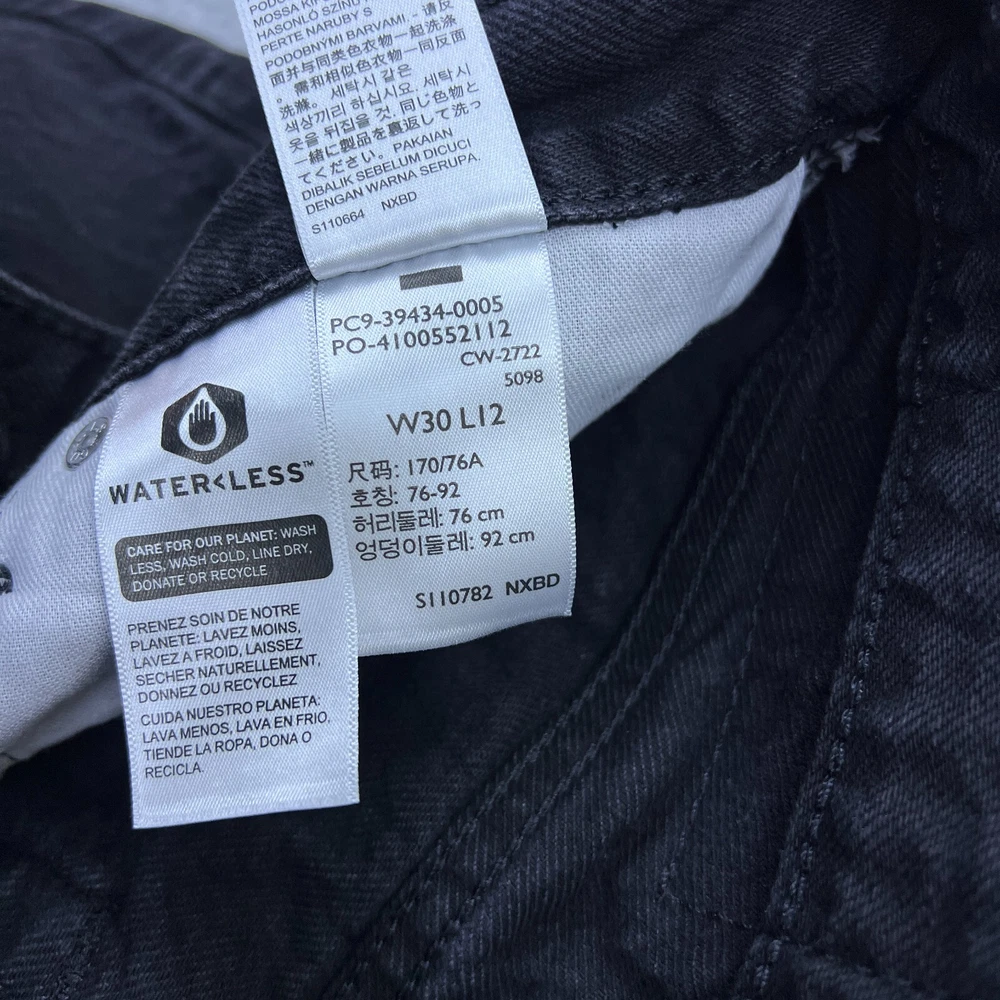 MOSSA
HASONLÓ SZÍNŰ
PERTE NARUBY S
PODOBNÝMI BARVAMI. - 请反
面并与同类色衣物一起洗涤
。需和相似色衣物一同反面
洗滌。세탁시 같은
색상끼리 하십시요. 세탁시
옷을 뒤집을 것. 同じ色物と
一緒に製品を裏返して洗っ
てください。PAKAIAN
DIBALIK SEBELUM DICUCI
DENGAN WARNA SERUPA.
S110664 NXBD
PC9-39434-0005
PO-4100552112
CW-2722
5098
W30 L12
尺码: 170/76A
호칭: 76-92
허리둘레: 76 cm
엉덩이둘레: 92 cm
S110782 NXBD
WATER<LESS™
CARE FOR OUR PLANET: WASH
LESS, WASH COLD, LINE DRY,
DONATE OR RECYCLE
PRENEZ SOIN DE NOTRE
PLANETE: LAVEZ MOINS,
LAVEZ A FROID, LAISSEZ
SECHER NATURELLEMENT,
DONNEZ OU RECYCLEZ
CUIDA NUESTRO PLANETA:
LAVA MENOS, LAVA EN FRIO,
TIENDE LA ROPA, DONA O
RECICLA.